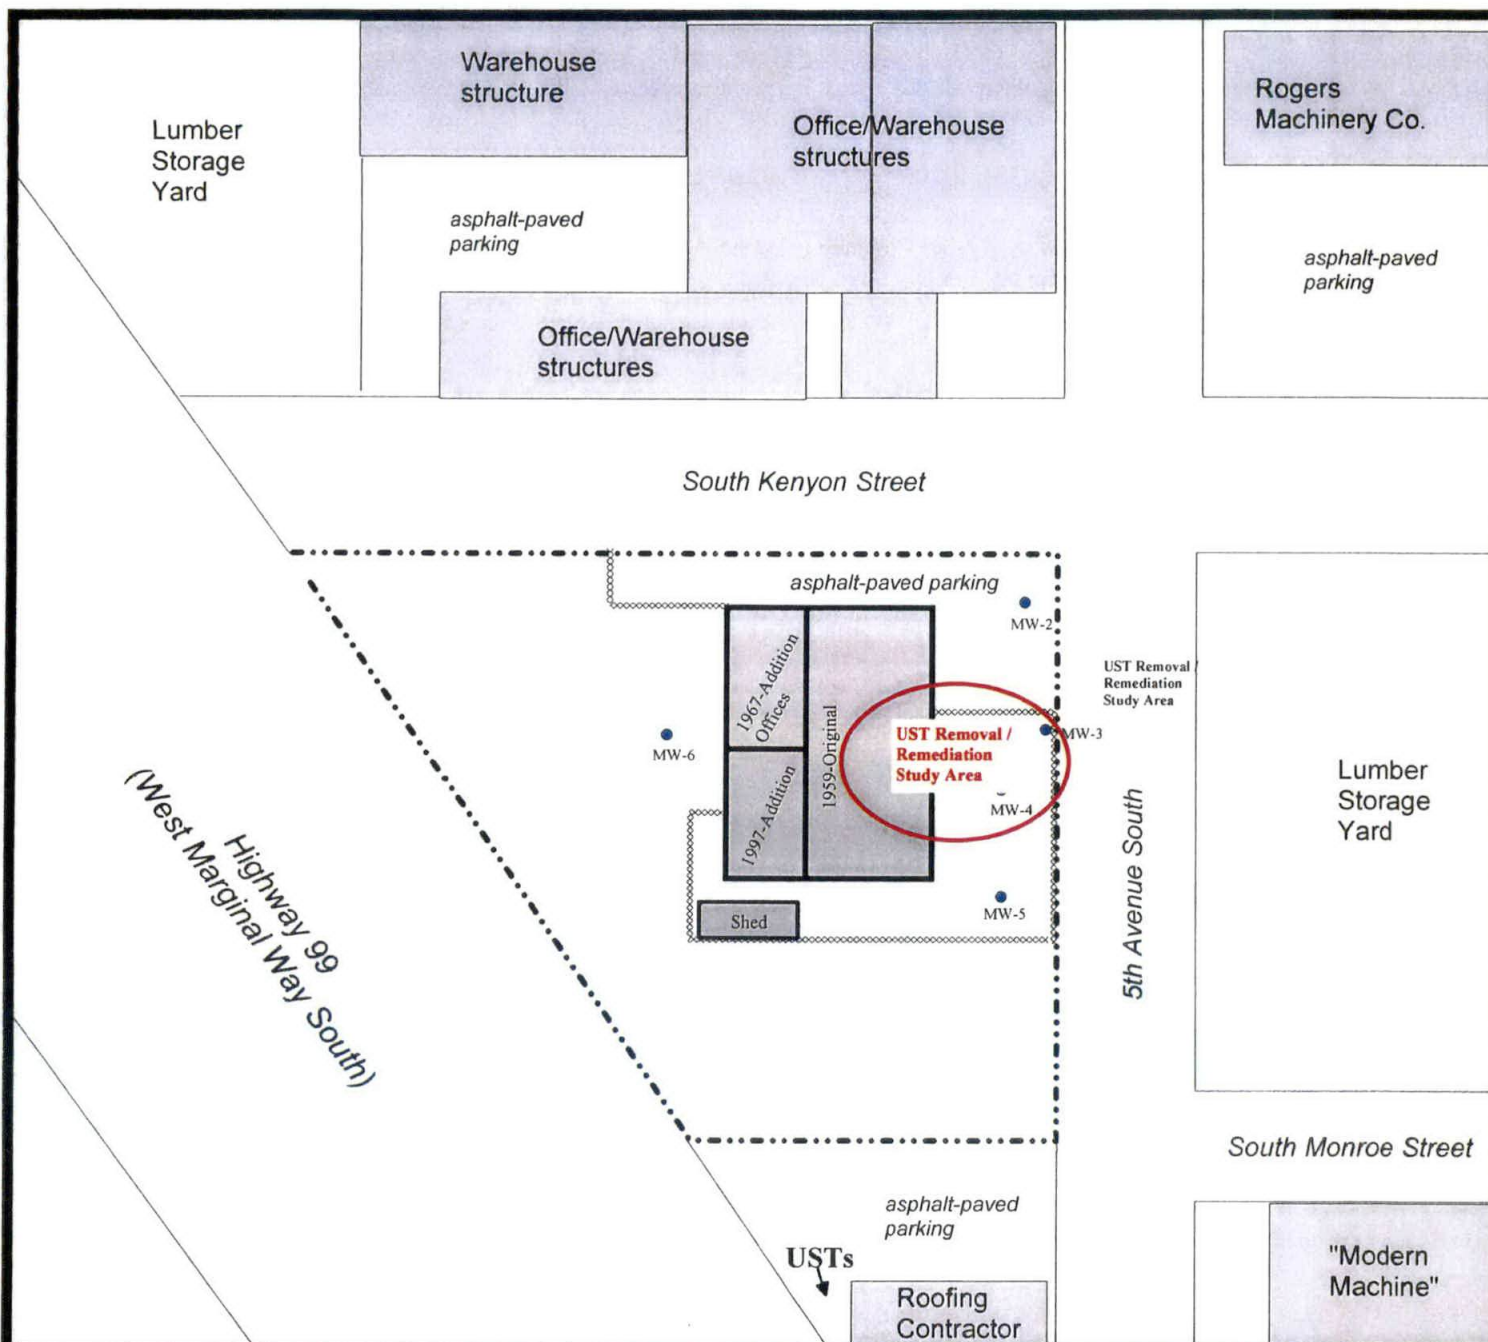 Warehouse
structure
Office/Warehouse
structures
Rogers
Machinery Co.
Lumber
Storage
Yard
asphalt-paved
parking
asphalt-paved
parking
Office/Warehouse
structures
South Kenyon Street
asphalt-paved parking
MW-2
UST Removal /
Remediation
Study Area
1967-Addition
Offices
1959-Original
UST Removal /
Remediation
Study Area
MW-3
MW-6
MW-4
1997-Addition
Lumber
Storage
Yard
Highway 99
(West Marginal Way South)
5th Avenue South
MW-5
Shed
South Monroe Street
asphalt-paved
parking
USTs
Roofing
Contractor
"Modern
Machine"